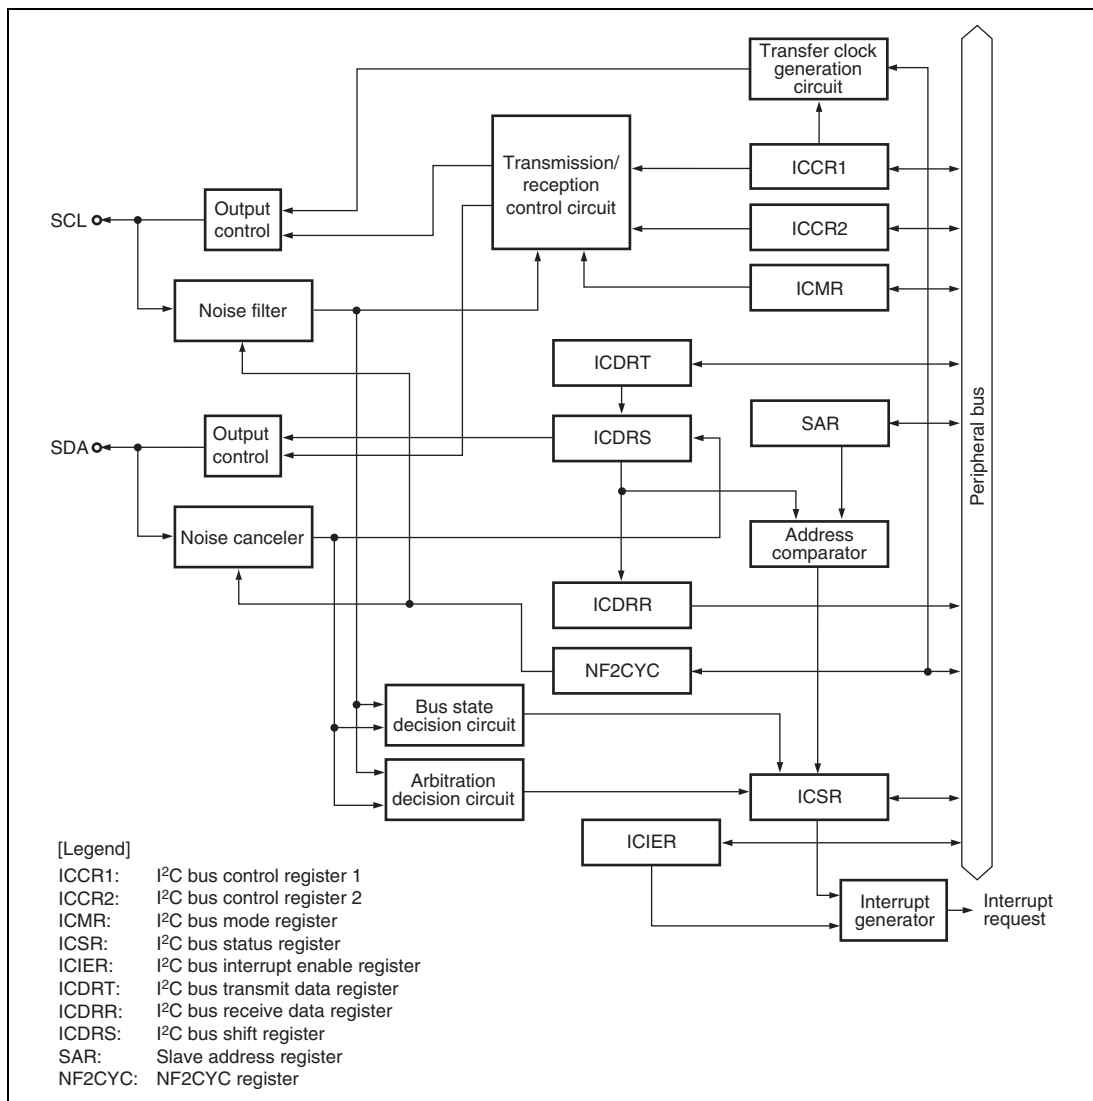 Transfer clock
generation
circuit
Transmission/
reception
control circuit
ICCR1
SCL
Output
control
ICCR2
ICMR
Noise filter
ICDRT
SAR
Peripheral bus
SDA
Output
control
ICDRS
Noise canceler
Address
comparator
ICDRR
NF2CYC
Bus state
decision circuit
Arbitration
decision circuit
ICSR
ICIER
Interrupt
generator
Interrupt
request
[Legend]
ICCR1: I²C bus control register 1
ICCR2: I²C bus control register 2
ICMR: I²C bus mode register
ICSR: I²C bus status register
ICIER: I²C bus interrupt enable register
ICDRT: I²C bus transmit data register
ICDRR: I²C bus receive data register
ICDRS: I²C bus shift register
SAR: Slave address register
NF2CYC: NF2CYC register